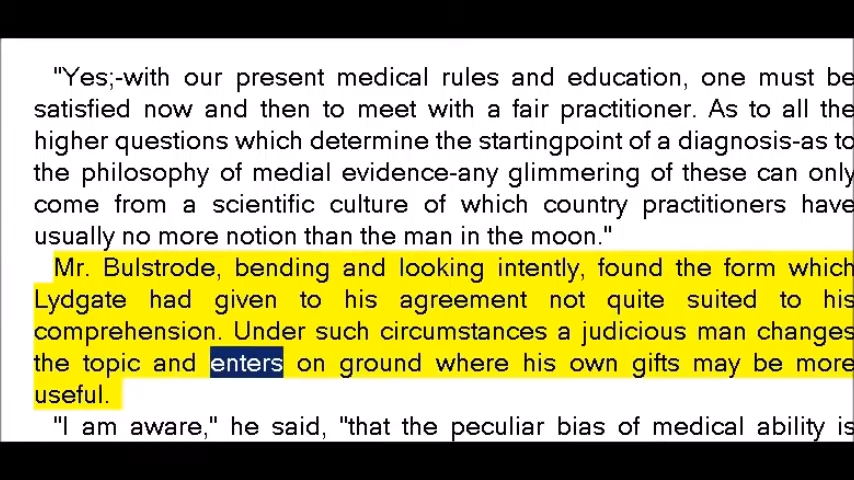 "Yes;-with our present medical rules and education, one must be
satisfied now and then to meet with a fair practitioner. As to all the
higher questions which determine the startingpoint of a diagnosis-as to
the philosophy of medial evidence-any glimmering of these can only
come from a scientific culture of which country practitioners have
usually no more notion than the man in the moon."
Mr. Bulstrode, bending and looking intently, found the form which
Lydgate had given to his agreement not quite suited to his
comprehension. Under such circumstances a judicious man changes
the topic and enters on ground where his own gifts may be more
useful.
"I am aware," he said, "that the peculiar bias of medical ability is